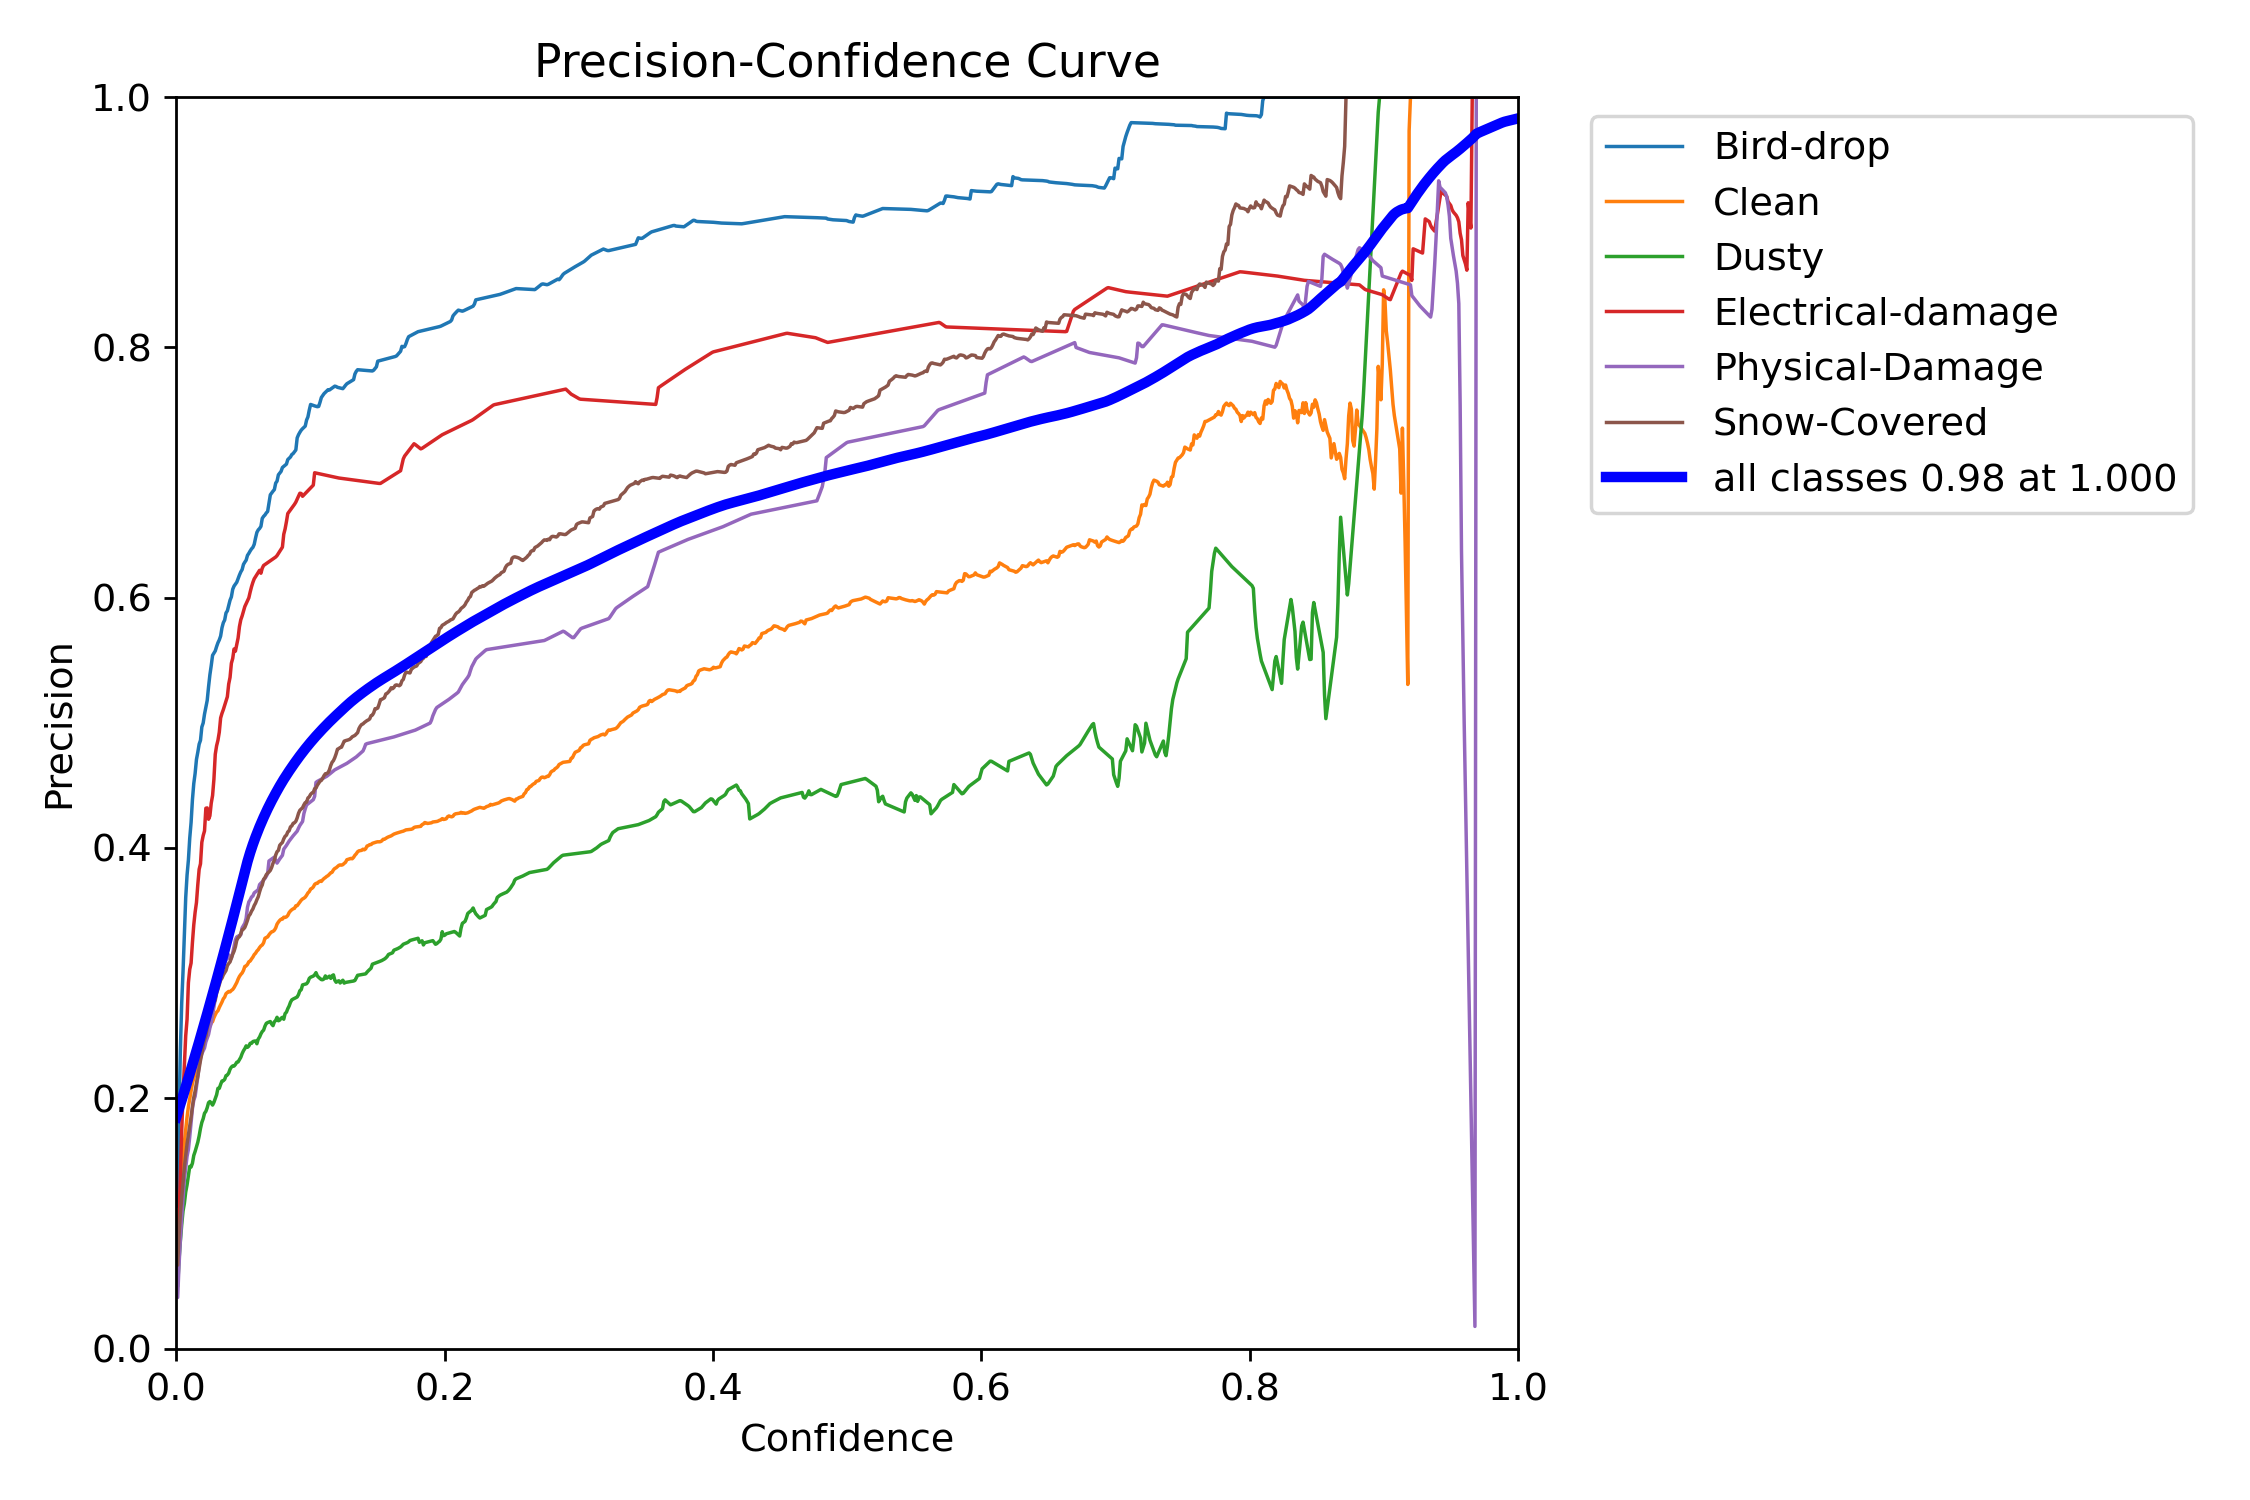 Precision-Confidence Curve
1.0
0.8
0.6
0.4
0.2
0.0
Precision
0.0 0.2 0.4 0.6 0.8 1.0
Confidence
Bird-drop
Clean
Dusty
Electrical-damage
Physical-Damage
Snow-Covered
all classes 0.98 at 1.000